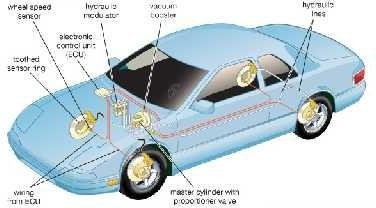 wheel speed
sensor
hydraulic
modulator
vacuum
booster
hydraulic
lines
electronic
control unit
(ECU)
toothed
sensor ring
wiring
from ECU
master cylinder with
proportioner valve